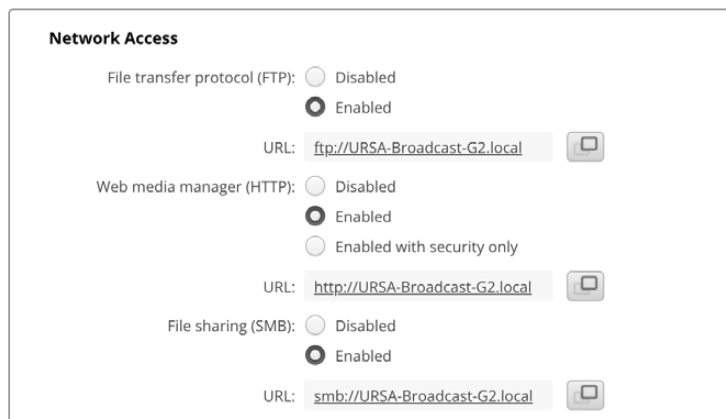 Network Access
File transfer protocol (FTP): Disabled
Enabled
URL: ftp://URSA-Broadcast-G2.local
Web media manager (HTTP): Disabled
Enabled
Enabled with security only
URL: http://URSA-Broadcast-G2.local
File sharing (SMB): Disabled
Enabled
URL: smb://URSA-Broadcast-G2.local